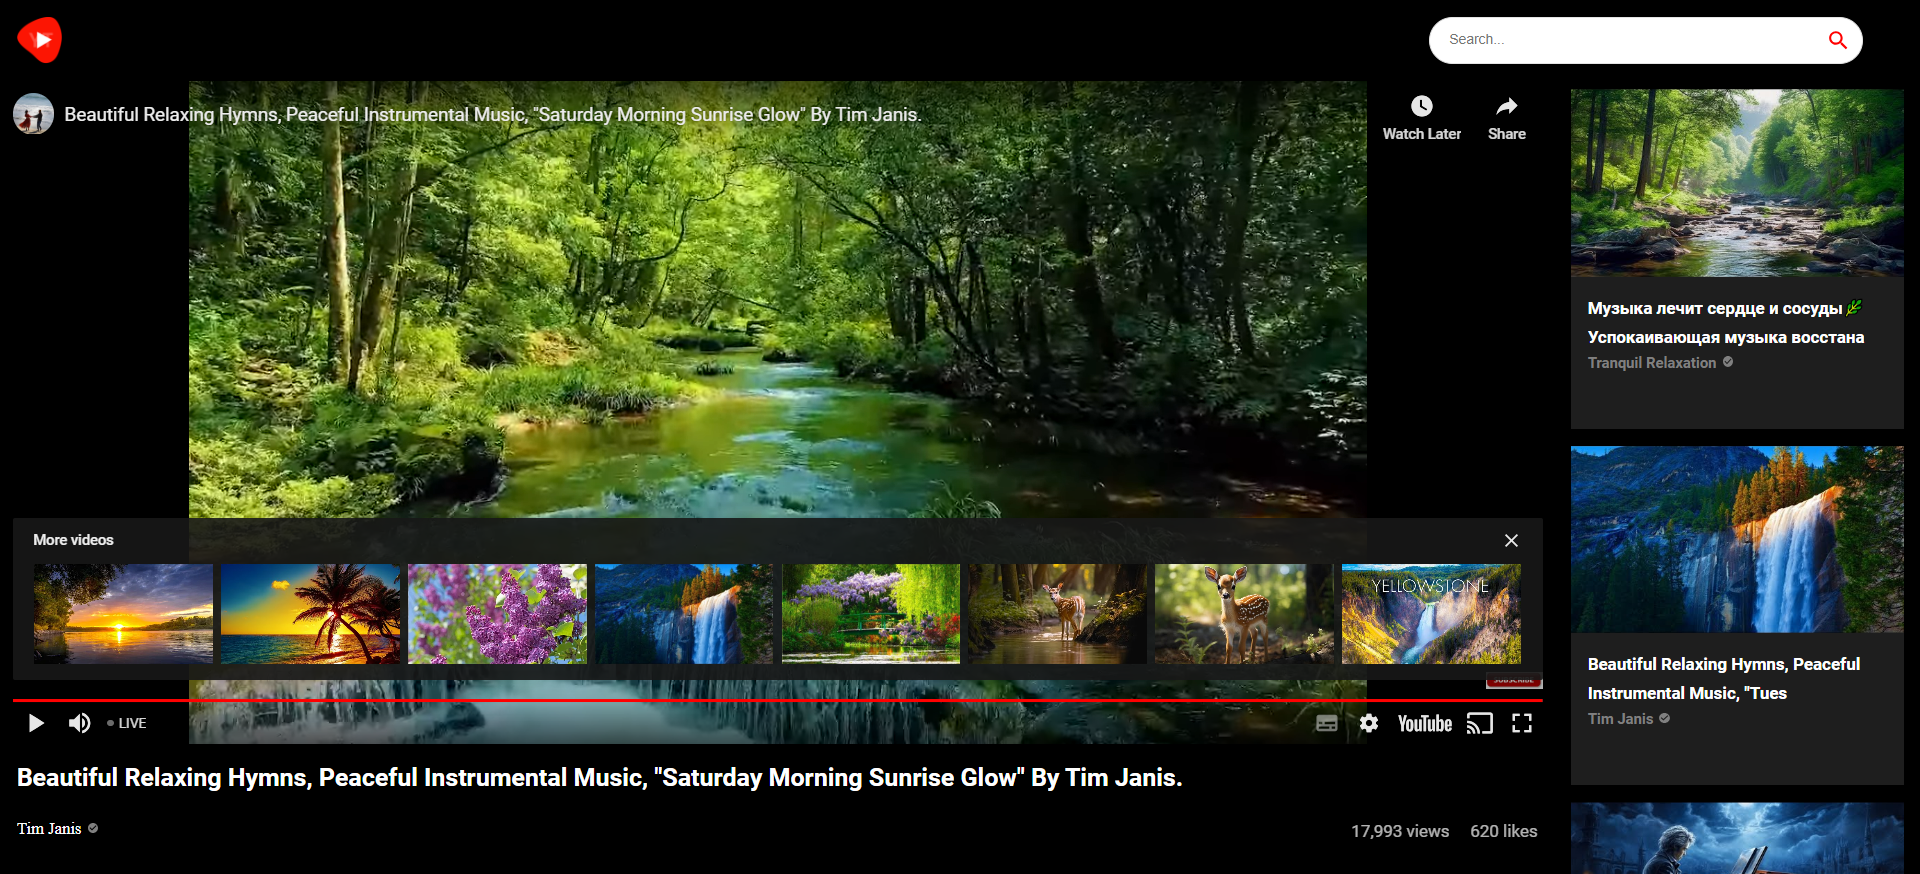 Search...
Beautiful Relaxing Hymns, Peaceful Instrumental Music, "Saturday Morning Sunrise Glow" By Tim Janis.
Watch Later
Share
More videos
YELLOWSTONE
SUBSCRIBE
LIVE
YouTube
Beautiful Relaxing Hymns, Peaceful Instrumental Music, "Saturday Morning Sunrise Glow" By Tim Janis.
Tim Janis
17,993 views
620 likes
Музыка лечит сердце и сосуды🌿
Успокаивающая музыка восстана
Tranquil Relaxation
Beautiful Relaxing Hymns, Peaceful
Instrumental Music, "Tues
Tim Janis